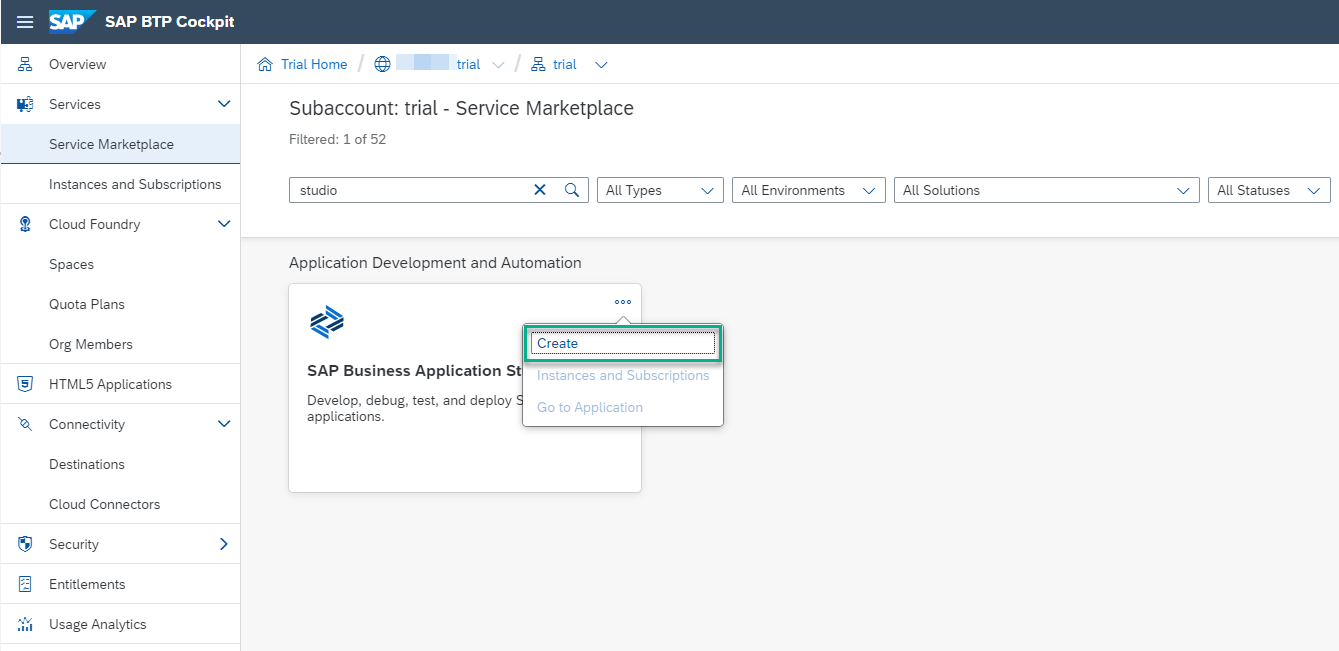 SAP SAP BTP Cockpit
Overview
Services
Service Marketplace
Instances and Subscriptions
Cloud Foundry
Spaces
Quota Plans
Org Members
HTML5 Applications
Connectivity
Destinations
Cloud Connectors
Security
Entitlements
Usage Analytics
Trial Home / trial / trial
Subaccount: trial - Service Marketplace
Filtered: 1 of 52
studio All Types All Environments All Solutions All Statuses
Application Development and Automation
SAP Business Application St
Develop, debug, test, and deploy S
applications.
Create
Instances and Subscriptions
Go to Application